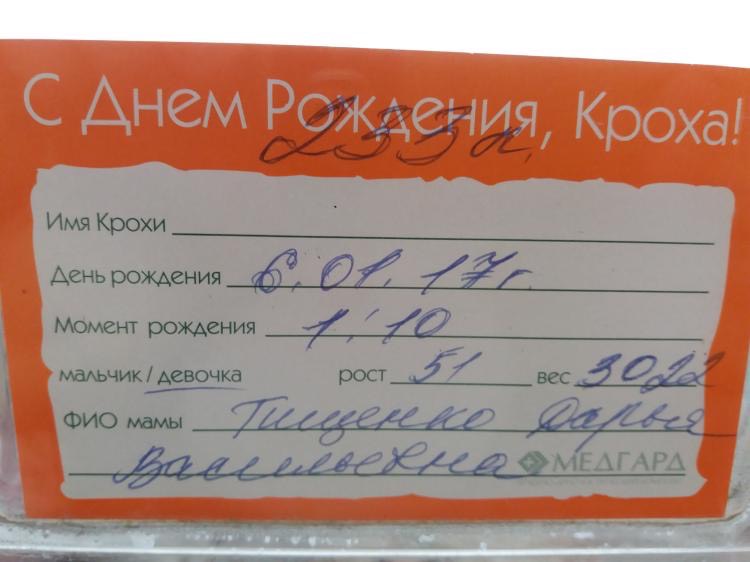 С Днем Рождения, Кроха!
233к.
Имя Крохи
День рождения 6.01.17г.
Момент рождения 1:10
мальчик/девочка рост 51 вес 3022
ФИО мамы Тищенко Дарья
Васильевна МЕДГАРД